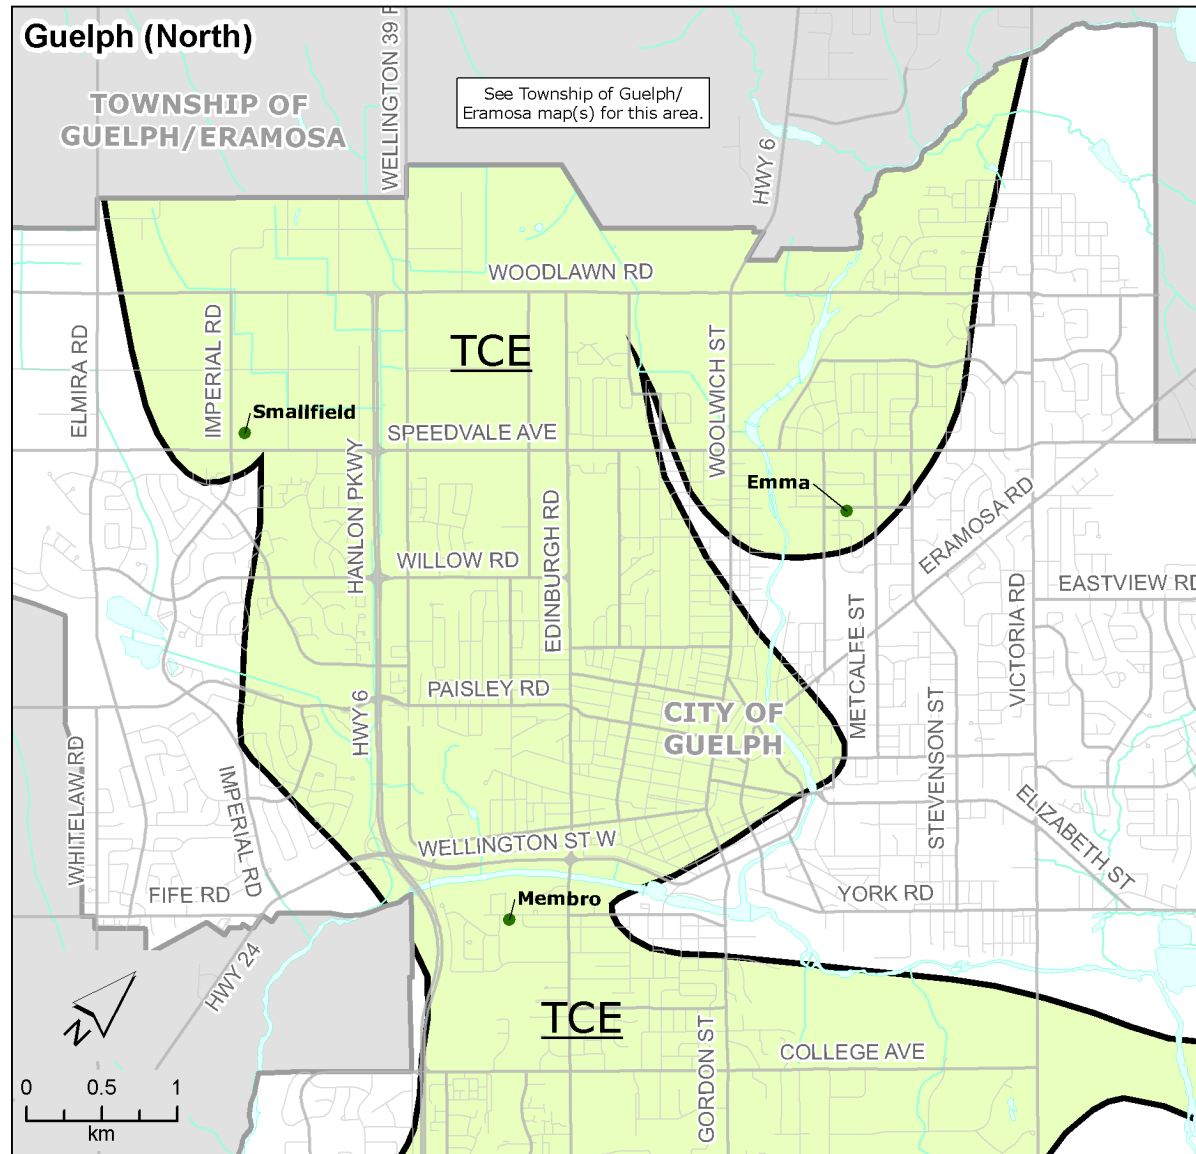 Guelph (North)
TOWNSHIP OF
GUELPH/ERAMOSA
WELLINGTON 39 R
See Township of Guelph/
Eramosa map(s) for this area.
HWY 6
WOODLAWN RD
ELMIRA RD
IMPERIAL RD
TCE
WOOLWICH ST
Smallfield
SPEEDVALE AVE
HANLON PKWY
Emma
ERAMOSA RD
EDINBURGH RD
WILLOW RD
EASTVIEW RD
METCALFE ST
VICTORIA RD
PAISLEY RD
HWY 6
CITY OF
GUELPH
STEVENSON ST
WHITELAW RD
IMPERIAL RD
ELIZABETH ST
WELLINGTON ST W
FIFE RD
Membro
YORK RD
HWY 24
N
TCE
GORDON ST
COLLEGE AVE
0 0.5 1
km